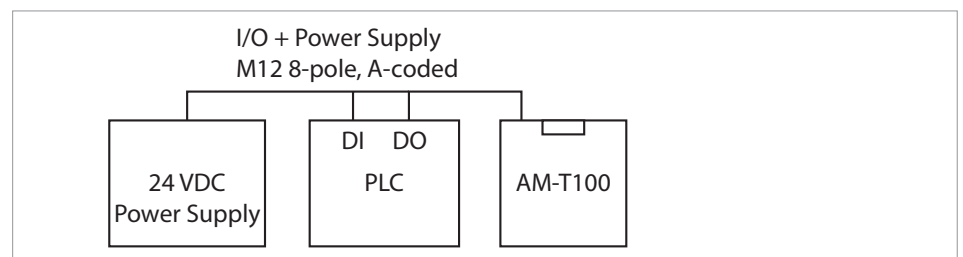 I/O + Power Supply
M12 8-pole, A-coded
DI DO
24 VDC
Power Supply
PLC
AM-T100